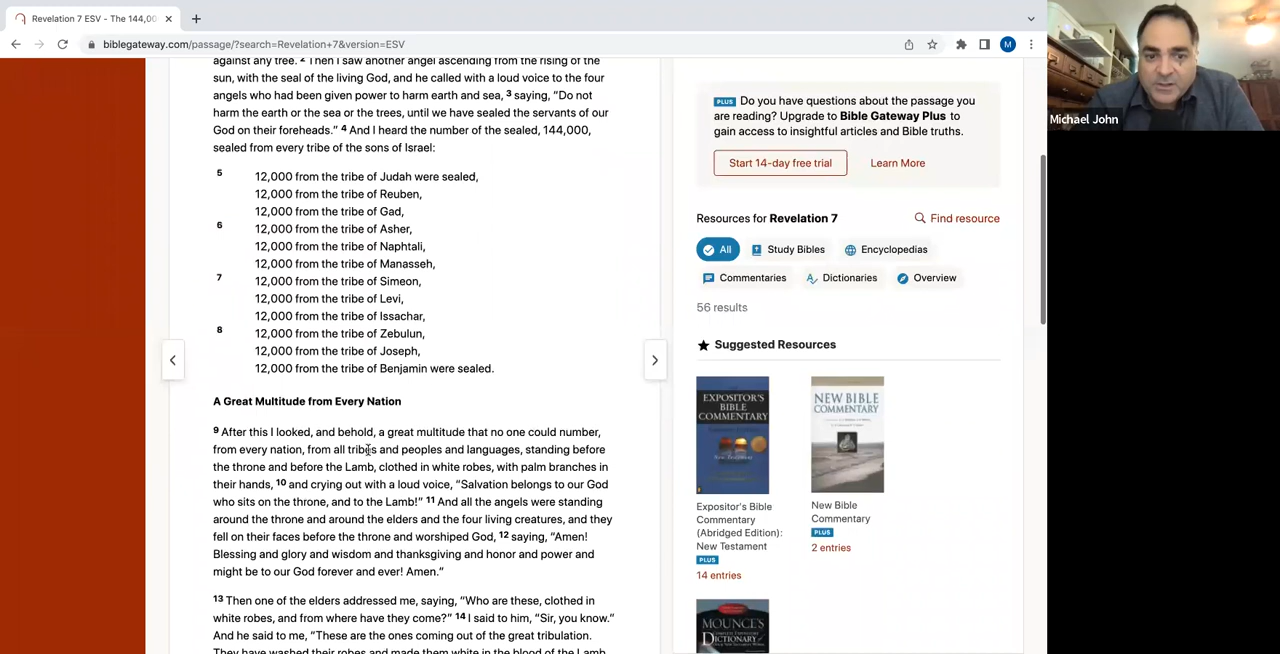 Revelation 7 ESV - The 144,00
biblegateway.com/passage/?search=Revelation+7&version=ESV
M
against any tree. 2 Then I saw another angel ascending from the rising of the
sun, with the seal of the living God, and he called with a loud voice to the four
angels who had been given power to harm earth and sea, 3 saying, “Do not
harm the earth or the sea or the trees, until we have sealed the servants of our
God on their foreheads.” 4 And I heard the number of the sealed, 144,000,
sealed from every tribe of the sons of Israel:
5 12,000 from the tribe of Judah were sealed,
12,000 from the tribe of Reuben,
12,000 from the tribe of Gad,
6 12,000 from the tribe of Asher,
12,000 from the tribe of Naphtali,
12,000 from the tribe of Manasseh,
7 12,000 from the tribe of Simeon,
12,000 from the tribe of Levi,
12,000 from the tribe of Issachar,
8 12,000 from the tribe of Zebulun,
12,000 from the tribe of Joseph,
12,000 from the tribe of Benjamin were sealed.
A Great Multitude from Every Nation
9 After this I looked, and behold, a great multitude that no one could number,
from every nation, from all tribes and peoples and languages, standing before
the throne and before the Lamb, clothed in white robes, with palm branches in
their hands, 10 and crying out with a loud voice, “Salvation belongs to our God
who sits on the throne, and to the Lamb!” 11 And all the angels were standing
around the throne and around the elders and the four living creatures, and they
fell on their faces before the throne and worshiped God, 12 saying, “Amen!
Blessing and glory and wisdom and thanksgiving and honor and power and
might be to our God forever and ever! Amen.”
13 Then one of the elders addressed me, saying, “Who are these, clothed in
white robes, and from where have they come?” 14 I said to him, “Sir, you know.”
And he said to me, “These are the ones coming out of the great tribulation.
They have washed their robes and made them white in the blood of the Lamb
PLUS Do you have questions about the passage you
are reading? Upgrade to Bible Gateway Plus to
gain access to insightful articles and Bible truths.
Start 14-day free trial Learn More
Resources for Revelation 7 Find resource
All Study Bibles Encyclopedias
Commentaries Dictionaries Overview
56 results
Suggested Resources
EXPOSITOR'S
BIBLE
COMMENTARY
NEW BIBLE
COMMENTARY
Expositor's Bible
Commentary
(Abridged Edition):
New Testament
PLUS
14 entries
New Bible
Commentary
PLUS
2 entries
MOUNCE'S
DICTIONARY
Michael John